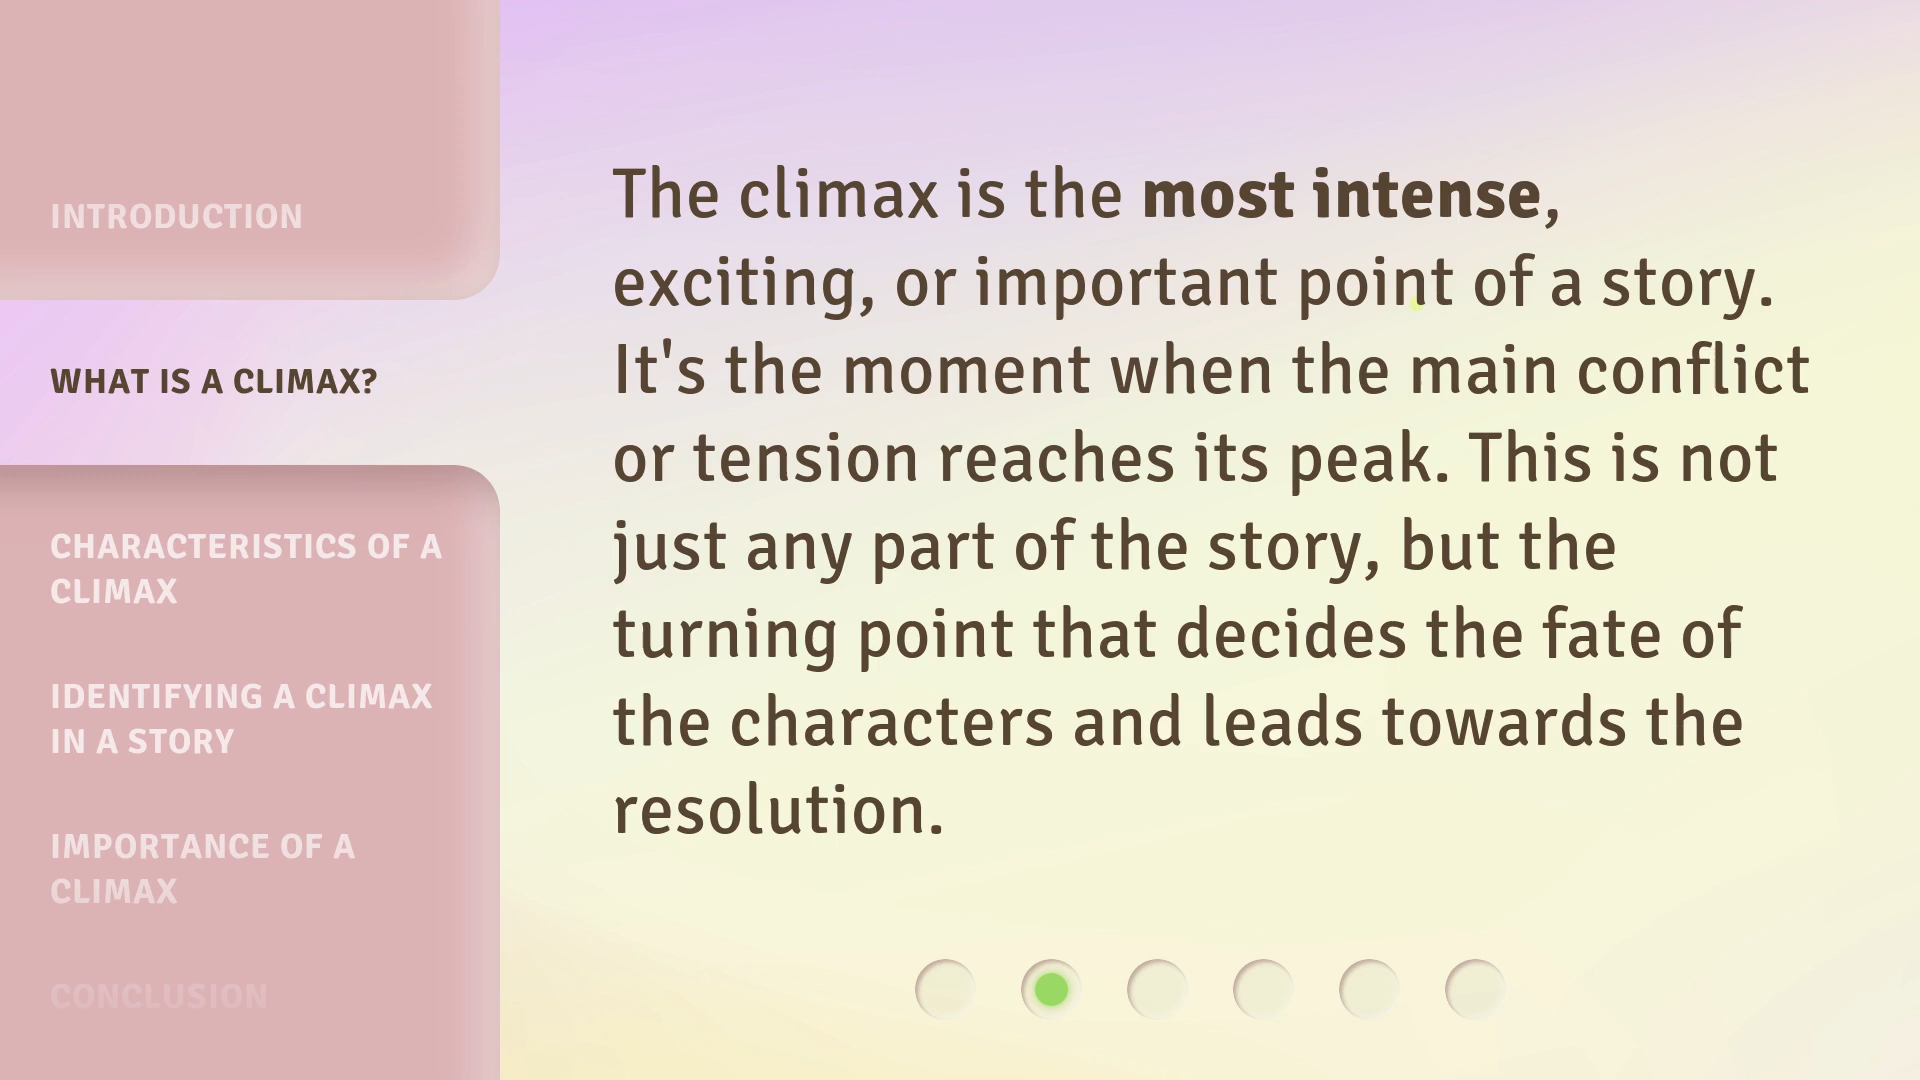 INTRODUCTION
WHAT IS A CLIMAX?
CHARACTERISTICS OF A
CLIMAX
IDENTIFYING A CLIMAX
IN A STORY
IMPORTANCE OF A
CLIMAX
CONCLUSION
The climax is the most intense,
exciting, or important point of a story.
It's the moment when the main conflict
or tension reaches its peak. This is not
just any part of the story, but the
turning point that decides the fate of
the characters and leads towards the
resolution.